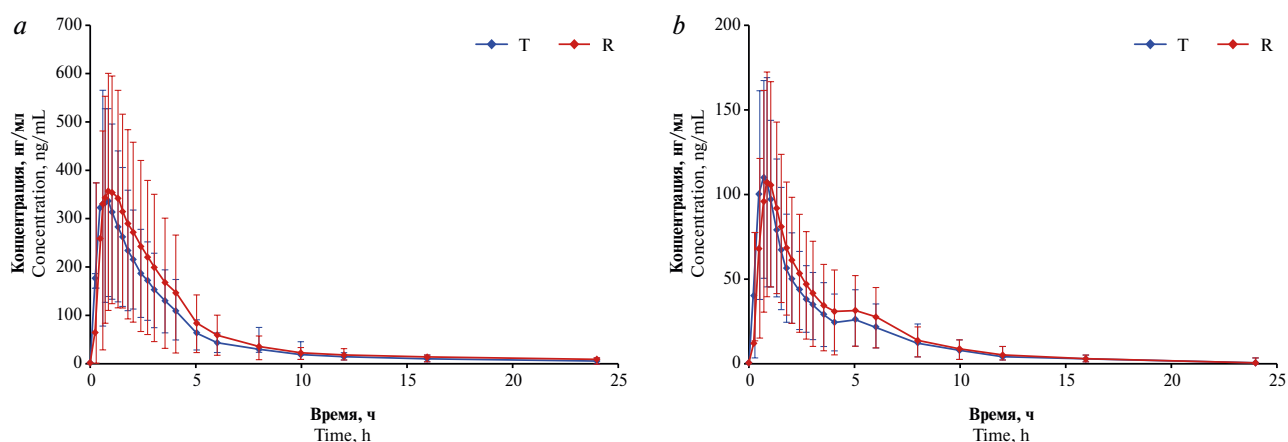 a
700
600
500
400
300
200
100
0
Концентрация, нг/мл
Concentration, ng/mL
T R
0 5 10 15 20 25
Время, ч
Time, h
b
200
150
100
50
0
Концентрация, нг/мл
Concentration, ng/mL
T R
0 5 10 15 20 25
Время, ч
Time, h